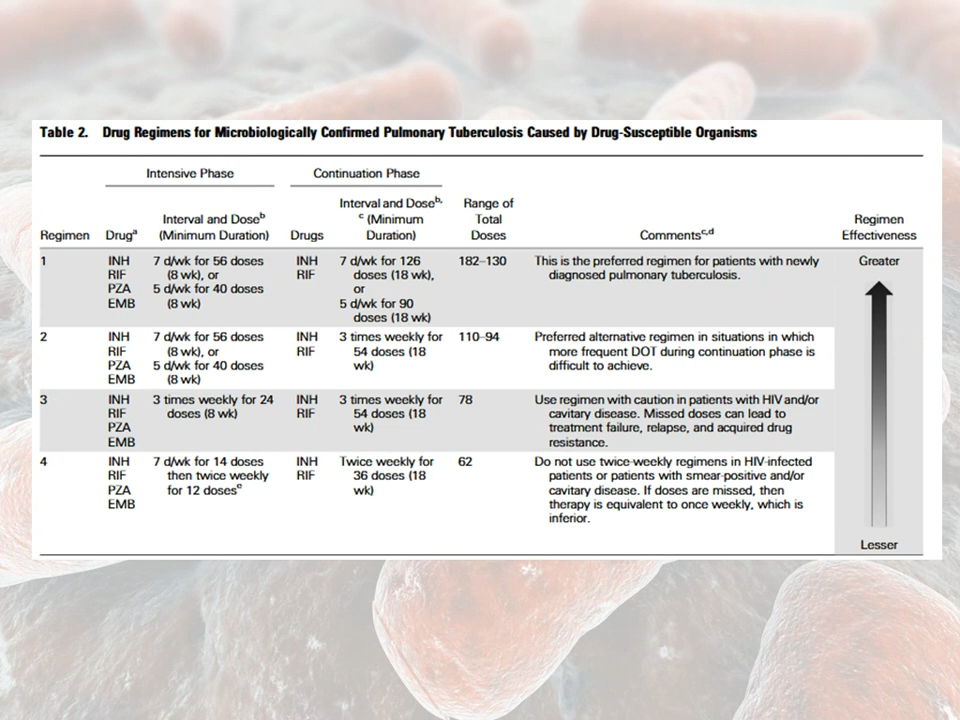 Table 2. Drug Regimens for Microbiologically Confirmed Pulmonary Tuberculosis Caused by Drug-Susceptible Organisms
Intensive Phase
Continuation Phase
Regimen
Drugᵃ
Interval and Doseᵇ
(Minimum Duration)
Drugs
Interval and Doseᵇ,
ᶜ (Minimum
Duration)
Range of
Total
Doses
Commentsᶜ,ᵈ
Regimen
Effectiveness
1
INH
RIF
PZA
EMB
7 d/wk for 56 doses
(8 wk), or
5 d/wk for 40 doses
(8 wk)
INH
RIF
7 d/wk for 126
doses (18 wk),
or
5 d/wk for 90
doses (18 wk)
182–130
This is the preferred regimen for patients with newly
diagnosed pulmonary tuberculosis.
Greater
2
INH
RIF
PZA
EMB
7 d/wk for 56 doses
(8 wk), or
5 d/wk for 40 doses
(8 wk)
INH
RIF
3 times weekly for
54 doses (18
wk)
110–94
Preferred alternative regimen in situations in which
more frequent DOT during continuation phase is
difficult to achieve.
3
INH
RIF
PZA
EMB
3 times weekly for 24
doses (8 wk)
INH
RIF
3 times weekly for
54 doses (18
wk)
78
Use regimen with caution in patients with HIV and/or
cavitary disease. Missed doses can lead to
treatment failure, relapse, and acquired drug
resistance.
4
INH
RIF
PZA
EMB
7 d/wk for 14 doses
then twice weekly
for 12 dosesᵉ
INH
RIF
Twice weekly for
36 doses (18
wk)
62
Do not use twice-weekly regimens in HIV-infected
patients or patients with smear-positive and/or
cavitary disease. If doses are missed, then
therapy is equivalent to once weekly, which is
inferior.
Lesser